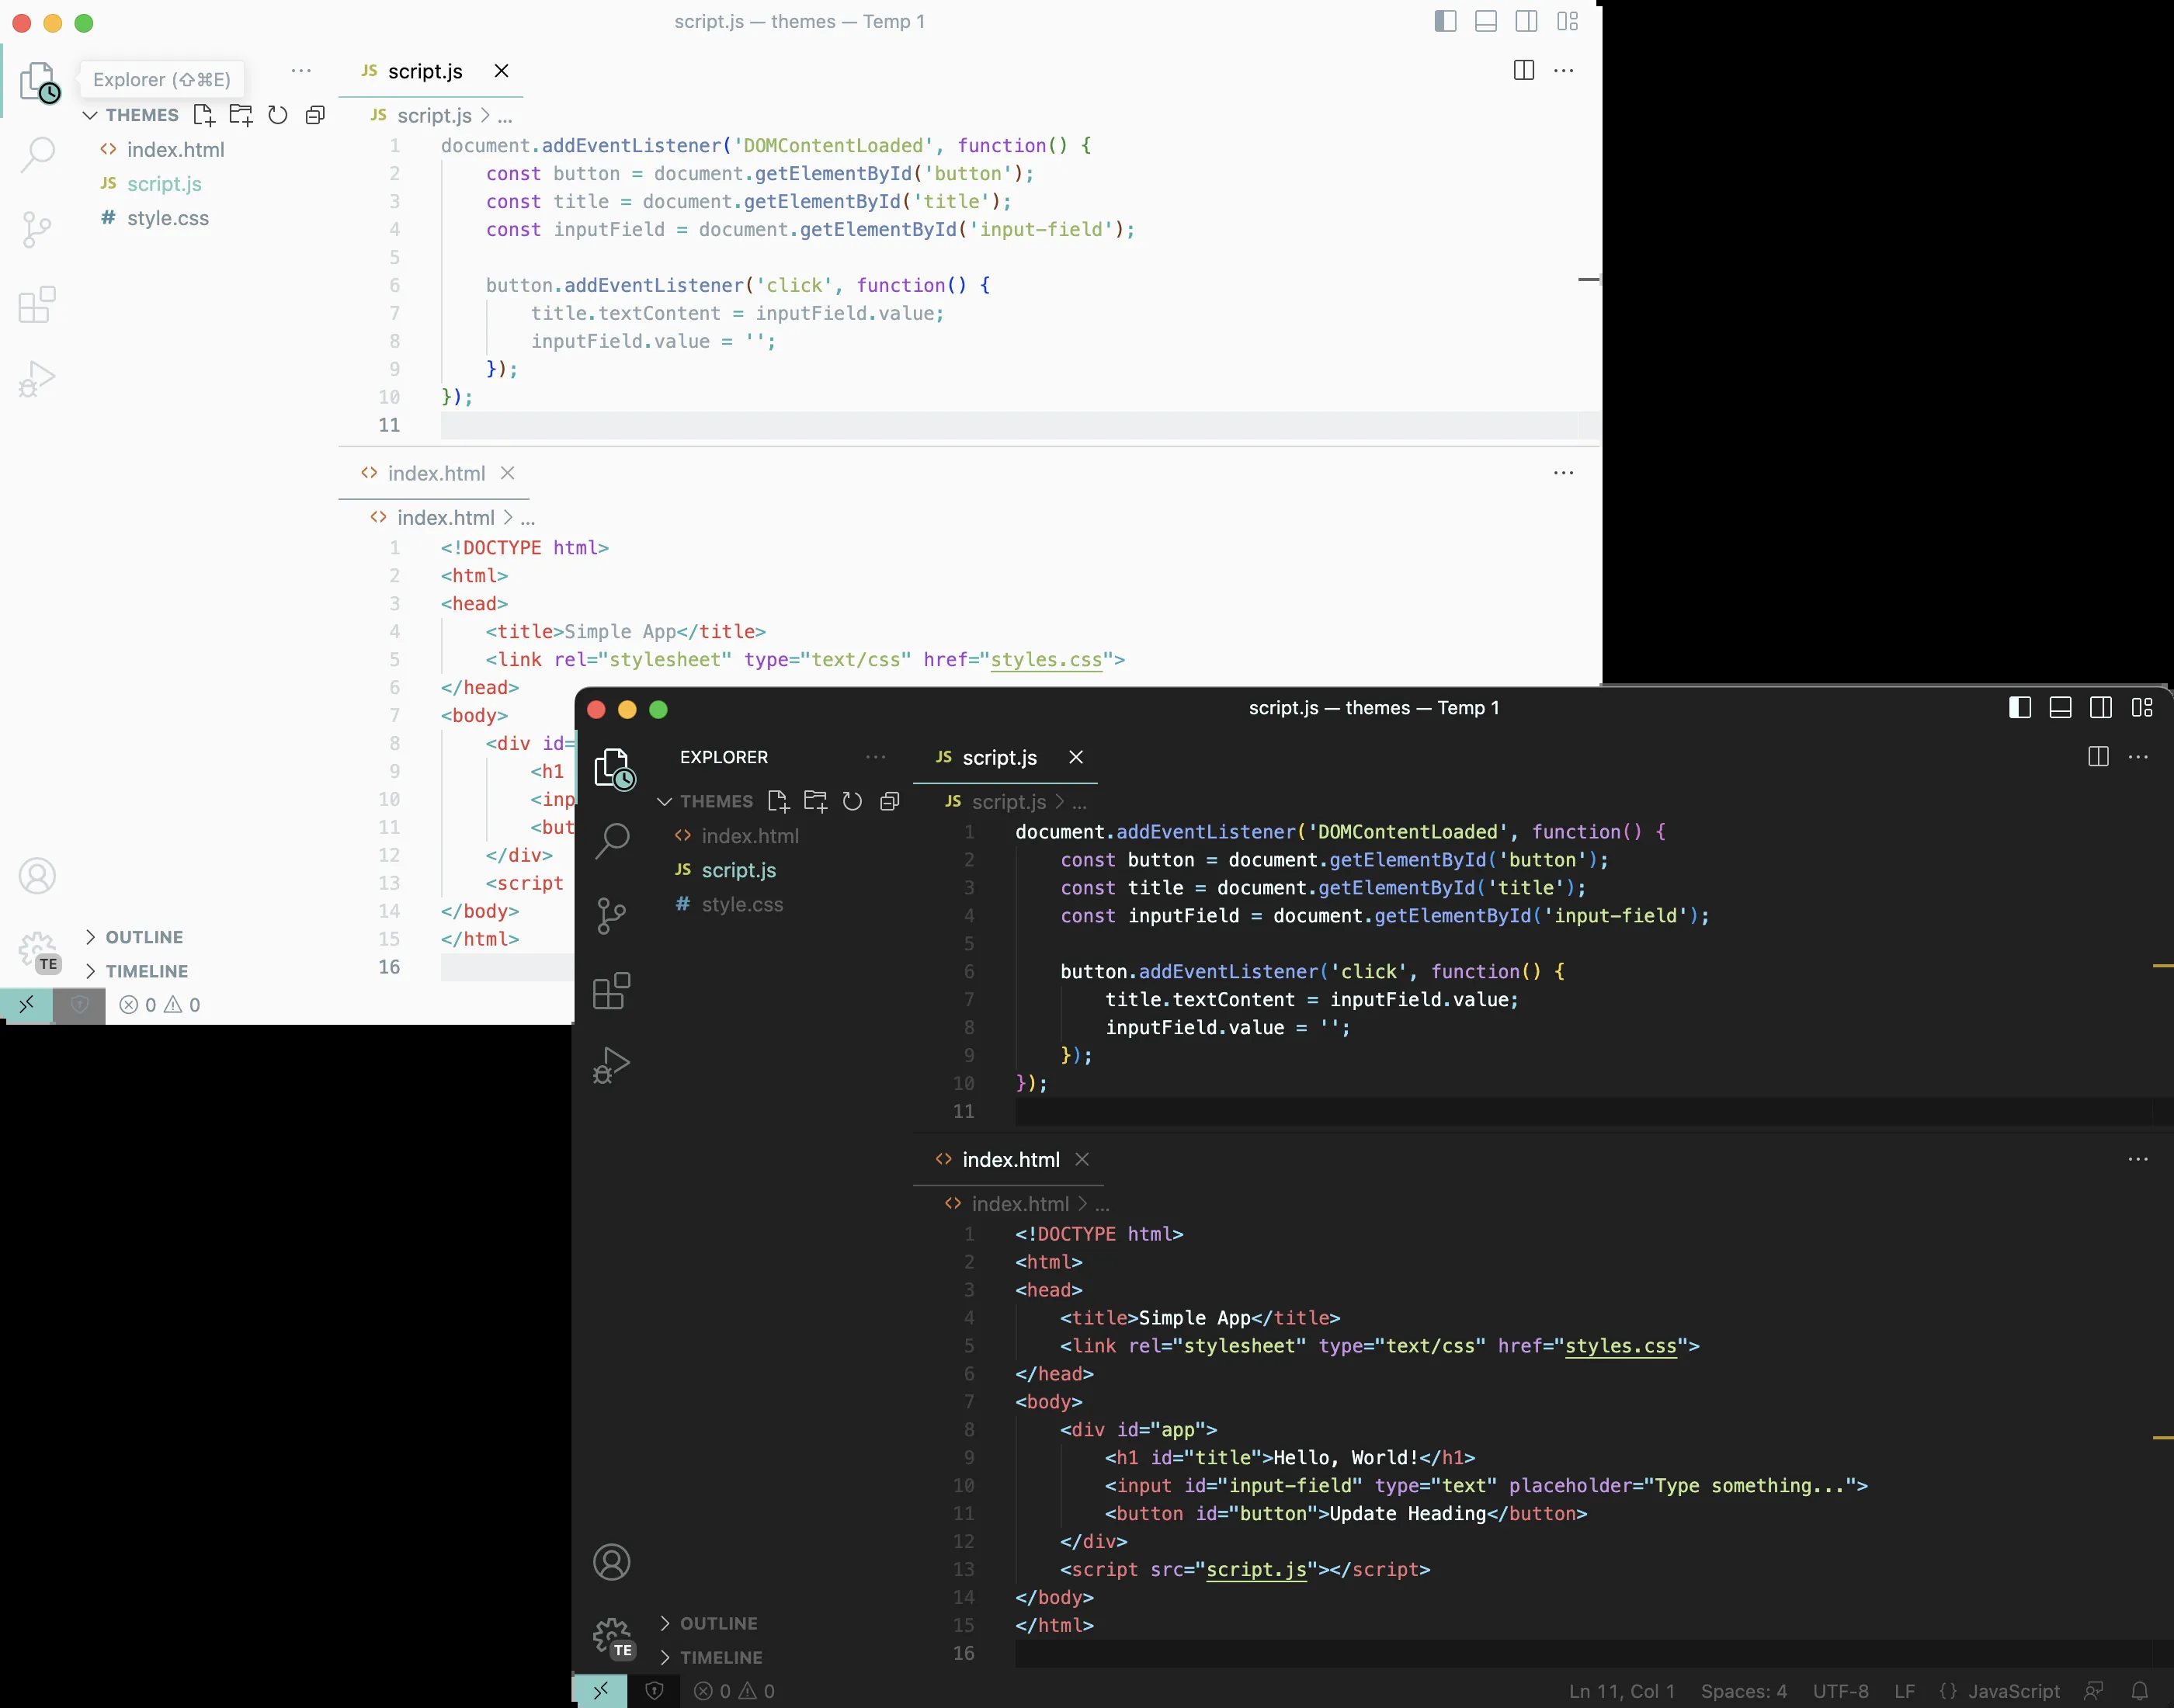 script.js — themes — Temp 1
Explorer (⇧⌘E)
JS script.js
THEMES
JS script.js > ...
<> index.html
JS script.js
# style.css
1 document.addEventListener('DOMContentLoaded', function() {
2     const button = document.getElementById('button');
3     const title = document.getElementById('title');
4     const inputField = document.getElementById('input-field');
5
6     button.addEventListener('click', function() {
7         title.textContent = inputField.value;
8         inputField.value = '';
9     });
10 });
11
<> index.html
<> index.html > ...
1 <!DOCTYPE html>
2 <html>
3 <head>
4     <title>Simple App</title>
5     <link rel="stylesheet" type="text/css" href="styles.css">
6 </head>
7 <body>
8     <div id=
9         <h1
10         <inp
11         <but
12     </div>
13     <script
14 </body>
15 </html>
16
OUTLINE
TE
TIMELINE
0 0
script.js — themes — Temp 1
EXPLORER
JS script.js
THEMES
JS script.js > ...
<> index.html
JS script.js
# style.css
1 document.addEventListener('DOMContentLoaded', function() {
2     const button = document.getElementById('button');
3     const title = document.getElementById('title');
4     const inputField = document.getElementById('input-field');
5
6     button.addEventListener('click', function() {
7         title.textContent = inputField.value;
8         inputField.value = '';
9     });
10 });
11
<> index.html
<> index.html > ...
1 <!DOCTYPE html>
2 <html>
3 <head>
4     <title>Simple App</title>
5     <link rel="stylesheet" type="text/css" href="styles.css">
6 </head>
7 <body>
8     <div id="app">
9         <h1 id="title">Hello, World!</h1>
10         <input id="input-field" type="text" placeholder="Type something...">
11         <button id="button">Update Heading</button>
12     </div>
13     <script src="script.js"></script>
14 </body>
15 </html>
16
OUTLINE
TE
TIMELINE
0 0
Ln 11, Col 1 Spaces: 4 UTF-8 LF {} JavaScript